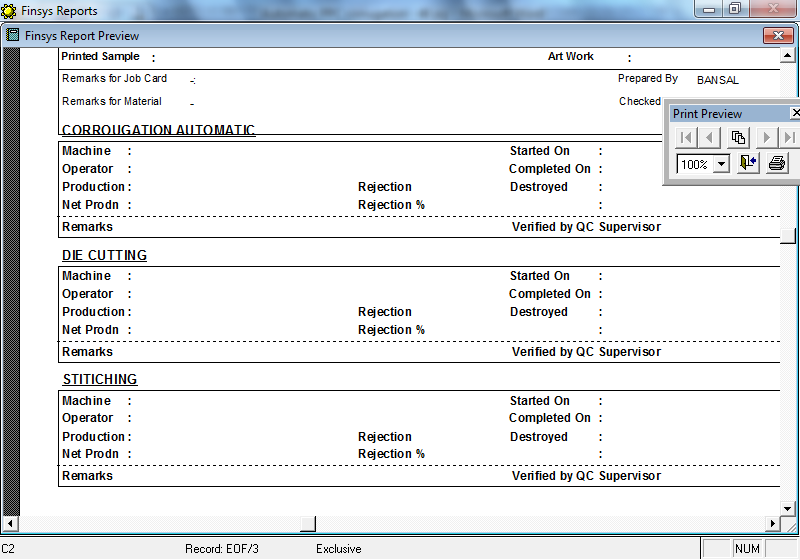 Finsys Reports
Finsys Report Preview
Printed Sample : Art Work :
Remarks for Job Card -: Prepared By BANSAL
Remarks for Material - Checked
Print Preview
100%
CORROUGATION AUTOMATIC
Machine : Started On :
Operator : Completed On :
Production : Rejection Destroyed :
Net Prodn : Rejection % :
Remarks Verified by QC Supervisor
DIE CUTTING
Machine : Started On :
Operator : Completed On :
Production : Rejection Destroyed :
Net Prodn : Rejection % :
Remarks Verified by QC Supervisor
STITICHING
Machine : Started On :
Operator : Completed On :
Production : Rejection Destroyed :
Net Prodn : Rejection % :
Remarks Verified by QC Supervisor
C2 Record: EOF/3 Exclusive NUM